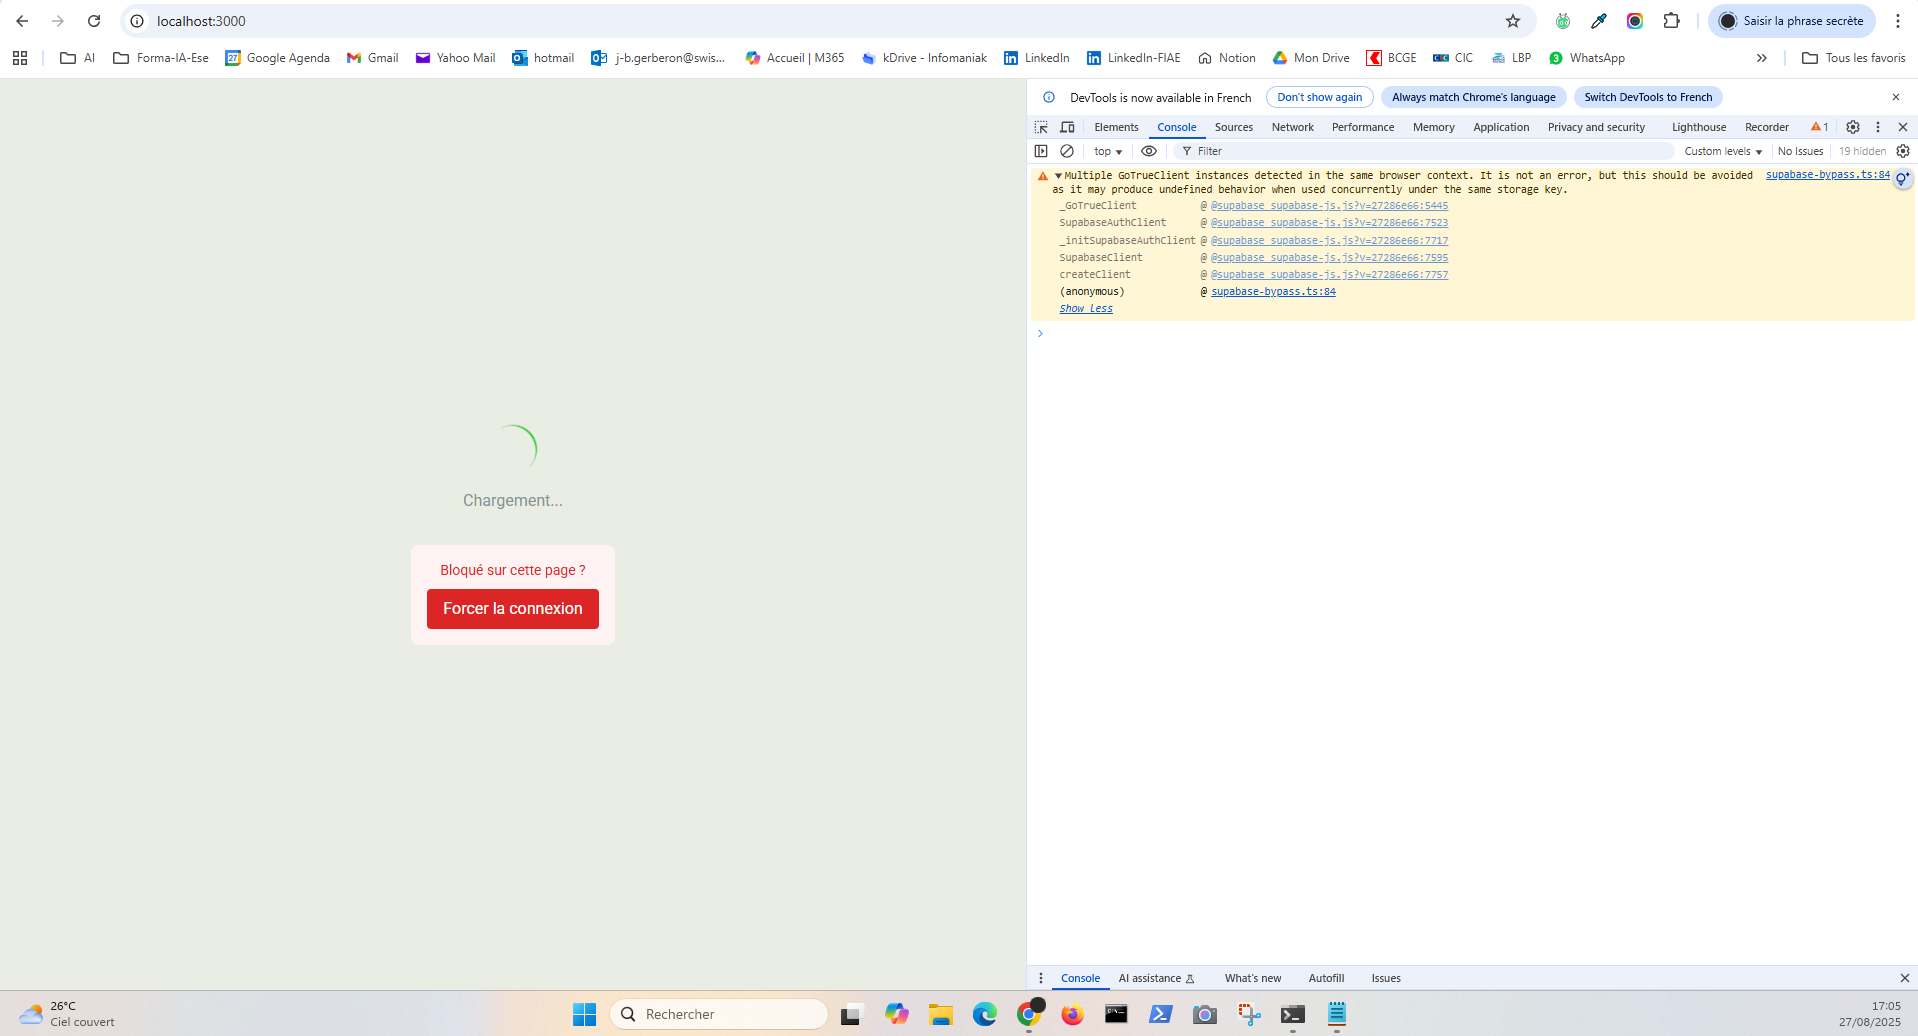 localhost:3000
Saisir la phrase secrète
AI
Forma-IA-Ese
27
Google Agenda
Gmail
Yahoo Mail
hotmail
j-b.gerberon@swis...
Accueil | M365
kDrive - Infomaniak
LinkedIn
LinkedIn-FIAE
Notion
Mon Drive
BCGE
CIC
LBP
3
WhatsApp
Tous les favoris
DevTools is now available in French
Don't show again
Always match Chrome's language
Switch DevTools to French
Elements
Console
Sources
Network
Performance
Memory
Application
Privacy and security
Lighthouse
Recorder
1
top
Filter
Custom levels
No Issues
19 hidden
Multiple GoTrueClient instances detected in the same browser context. It is not an error, but this should be avoided
supabase-bypass.ts:84
as it may produce undefined behavior when used concurrently under the same storage key.
_GoTrueClient @ @supabase_supabase-js.js?v=27286e66:5445
SupabaseAuthClient @ @supabase_supabase-js.js?v=27286e66:7523
_initSupabaseAuthClient @ @supabase_supabase-js.js?v=27286e66:7717
SupabaseClient @ @supabase_supabase-js.js?v=27286e66:7595
createClient @ @supabase_supabase-js.js?v=27286e66:7757
(anonymous) @ supabase-bypass.ts:84
Show less
Chargement...
Bloqué sur cette page ?
Forcer la connexion
Console
AI assistance
What's new
Autofill
Issues
26°C
Ciel couvert
Rechercher
17:05
27/08/2025